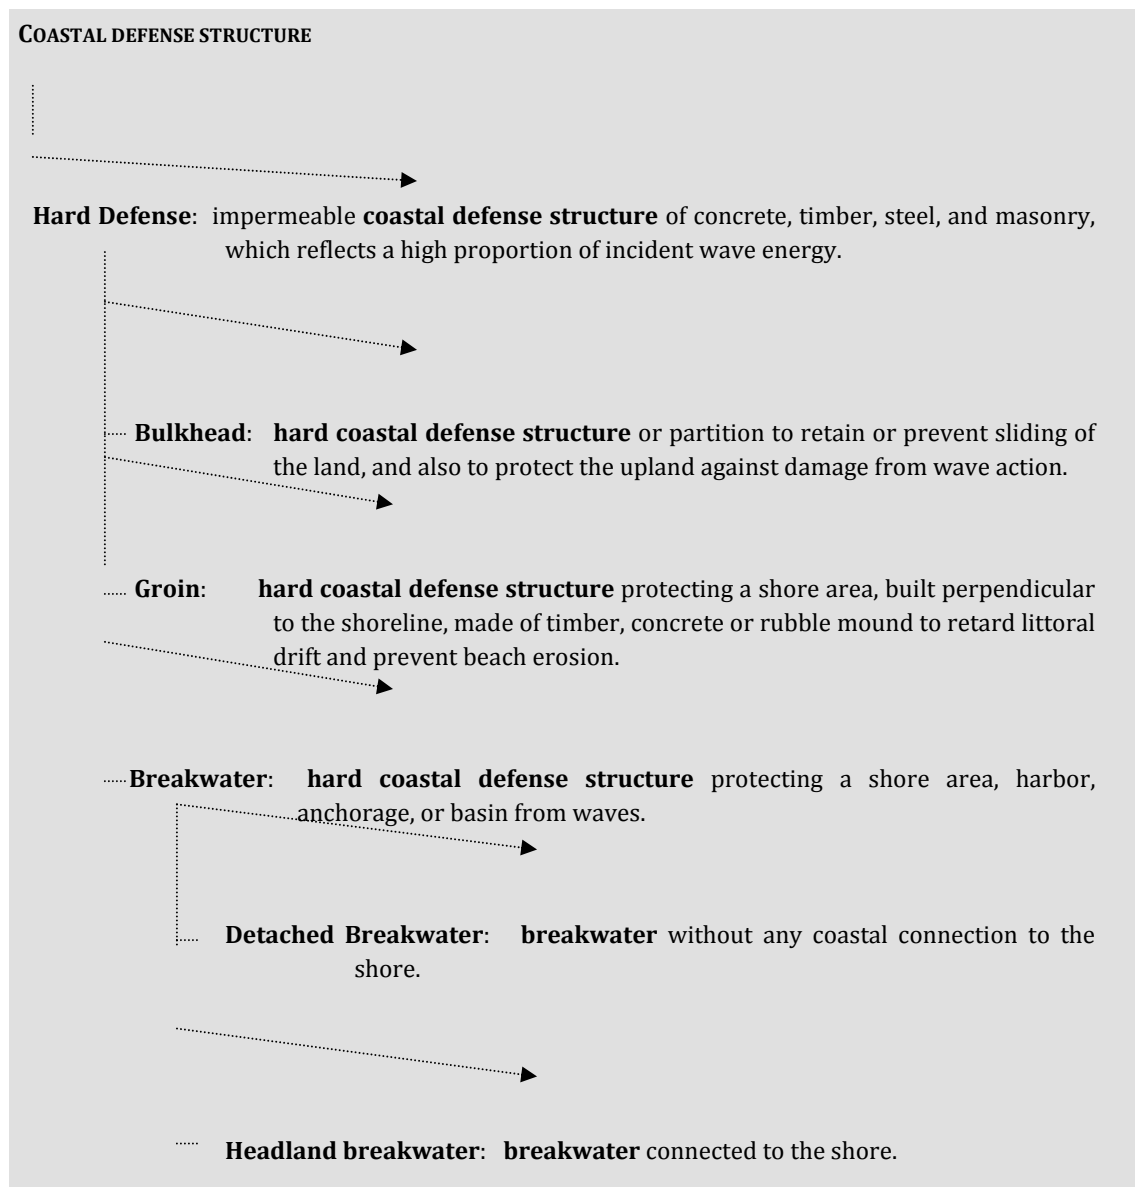 COASTAL DEFENSE STRUCTURE
Hard Defense: impermeable coastal defense structure of concrete, timber, steel, and masonry,
which reflects a high proportion of incident wave energy.
Bulkhead: hard coastal defense structure or partition to retain or prevent sliding of
the land, and also to protect the upland against damage from wave action.
Groin: hard coastal defense structure protecting a shore area, built perpendicular
to the shoreline, made of timber, concrete or rubble mound to retard littoral
drift and prevent beach erosion.
Breakwater: hard coastal defense structure protecting a shore area, harbor,
anchorage, or basin from waves.
Detached Breakwater: breakwater without any coastal connection to the
shore.
Headland breakwater: breakwater connected to the shore.